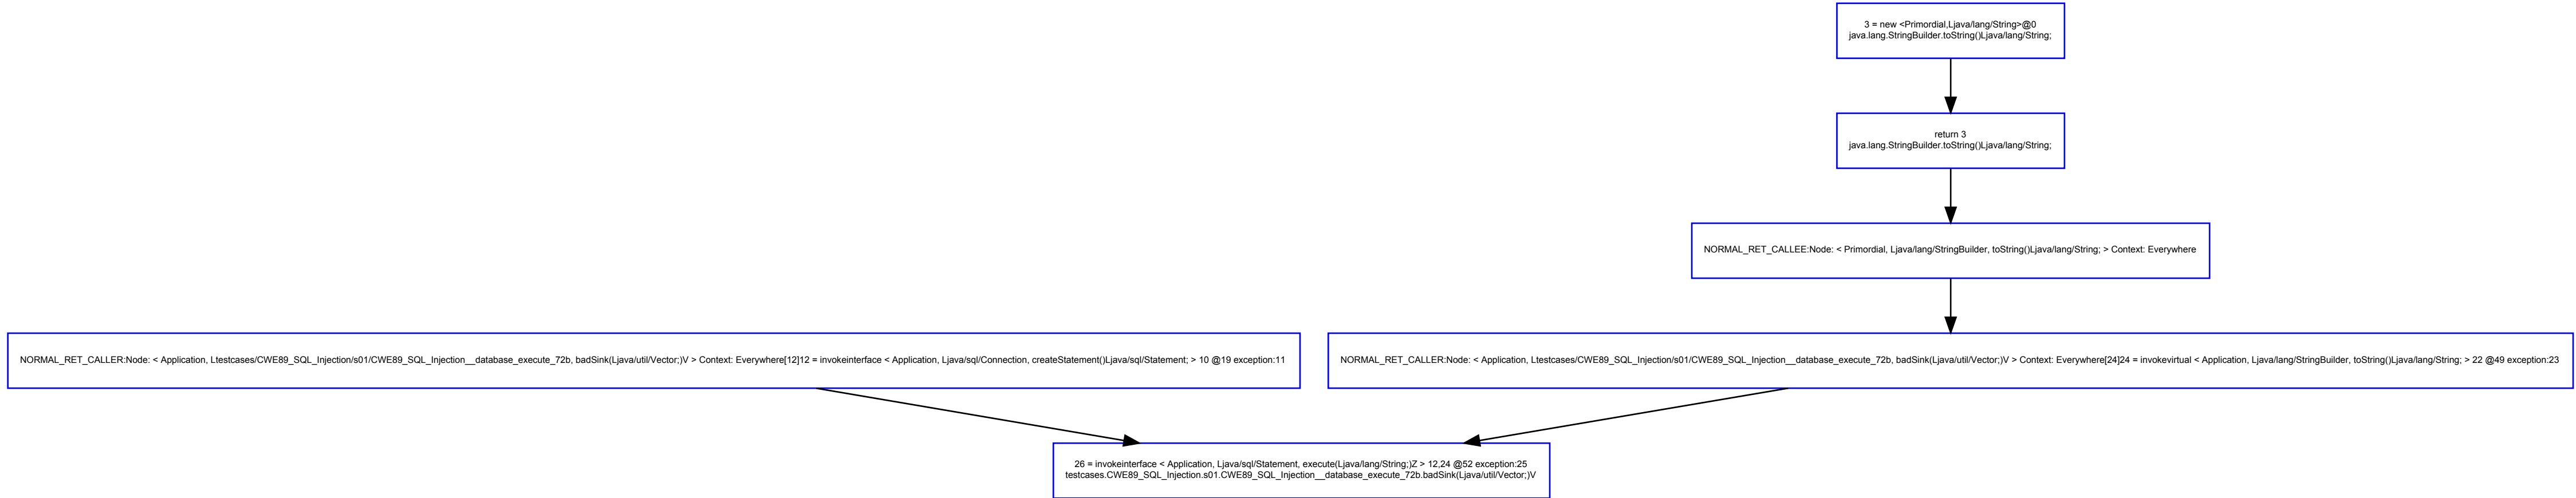 3 = new <Primordial,Ljava/lang/String>@0
java.lang.StringBuilder.toString()Ljava/lang/String;
return 3
java.lang.StringBuilder.toString()Ljava/lang/String;
NORMAL_RET_CALLEE:Node: < Primordial, Ljava/lang/StringBuilder, toString()Ljava/lang/String; > Context: Everywhere
NORMAL_RET_CALLER:Node: < Application, Ltestcases/CWE89_SQL_Injection/s01/CWE89_SQL_Injection__database_execute_72b, badSink(Ljava/util/Vector;)V > Context: Everywhere[12]12 = invokeinterface < Application, Ljava/sql/Connection, createStatement()Ljava/sql/Statement; > 10 @19 exception:11
NORMAL_RET_CALLER:Node: < Application, Ltestcases/CWE89_SQL_Injection/s01/CWE89_SQL_Injection__database_execute_72b, badSink(Ljava/util/Vector;)V > Context: Everywhere[24]24 = invokevirtual < Application, Ljava/lang/StringBuilder, toString()Ljava/lang/String; > 22 @49 exception:23
26 = invokeinterface < Application, Ljava/sql/Statement, execute(Ljava/lang/String;)Z > 12,24 @52 exception:25
testcases.CWE89_SQL_Injection.s01.CWE89_SQL_Injection__database_execute_72b.badSink(Ljava/util/Vector;)V